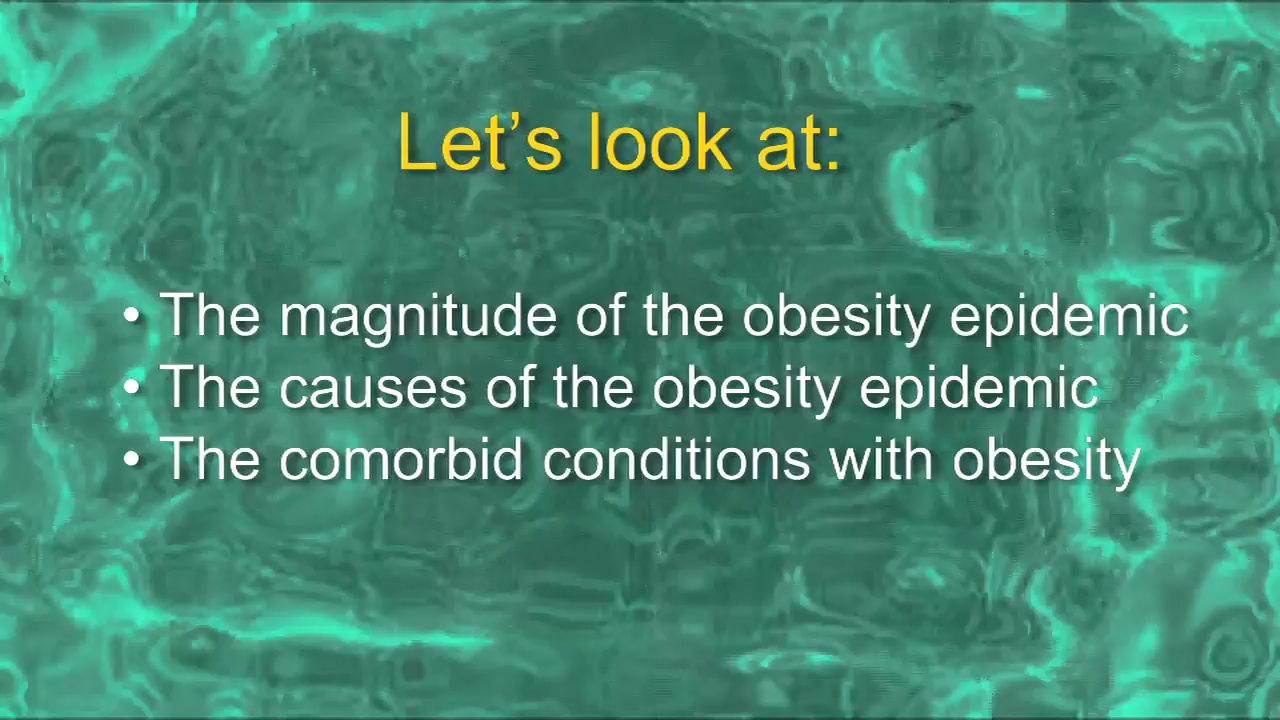 Let’s look at:
• The magnitude of the obesity epidemic
• The causes of the obesity epidemic
• The comorbid conditions with obesity